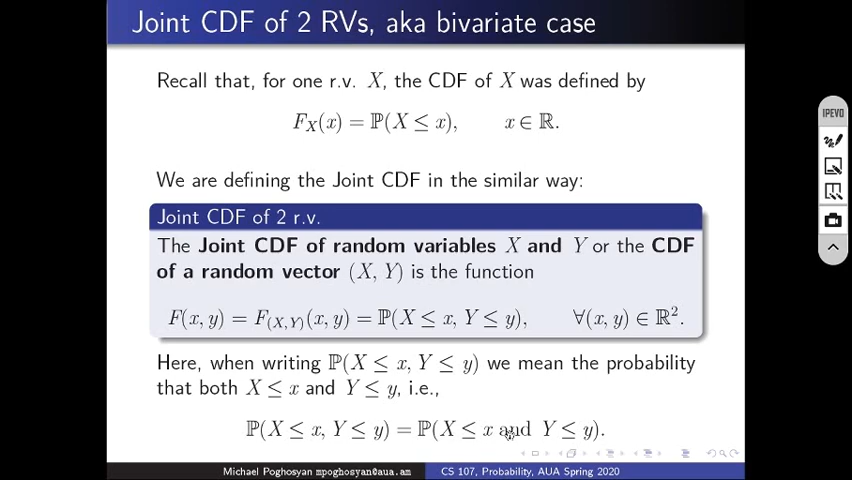 Joint CDF of 2 RVs, aka bivariate case
Recall that, for one r.v. X, the CDF of X was defined by
F_X(x) = ℙ(X ≤ x), x ∈ ℝ.
We are defining the Joint CDF in the similar way:
Joint CDF of 2 r.v.
The Joint CDF of random variables X and Y or the CDF
of a random vector (X, Y) is the function
F(x, y) = F_{(X,Y)}(x, y) = ℙ(X ≤ x, Y ≤ y), ∀(x, y) ∈ ℝ².
Here, when writing ℙ(X ≤ x, Y ≤ y) we mean the probability
that both X ≤ x and Y ≤ y, i.e.,
ℙ(X ≤ x, Y ≤ y) = ℙ(X ≤ x and Y ≤ y).
Michael Poghosyan mpoghosyan@aua.am CS 107, Probability, AUA Spring 2020
IPEVO